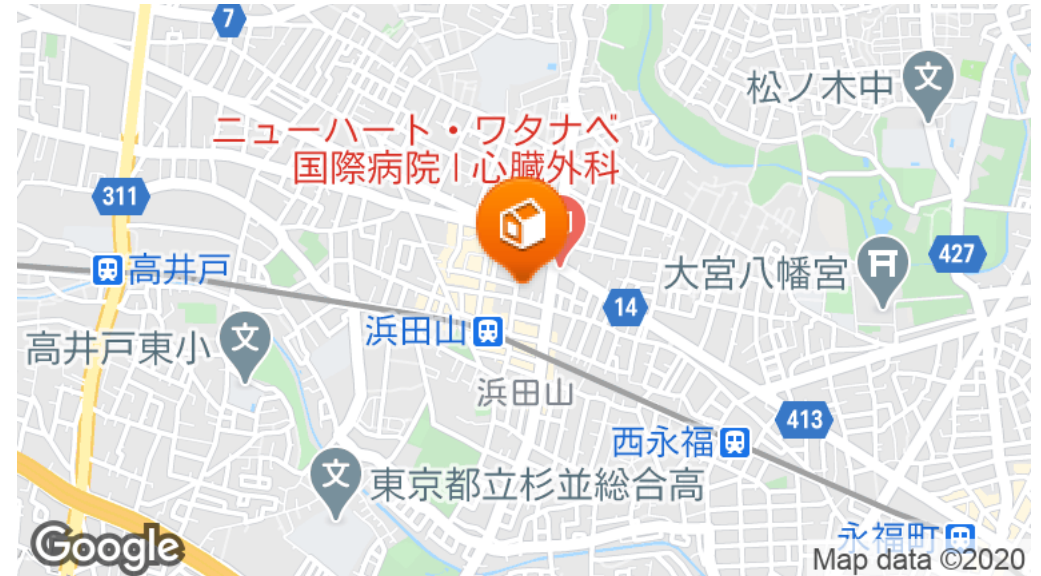 7
松ノ木中
文
ニューハート・ワタナベ
国際病院 | 心臓外科
311
高井戸
大宮八幡宮
427
14
浜田山
高井戸東小
文
浜田山
413
西永福
文
東京都立杉並総合高
永福町
Google
Map data ©2020